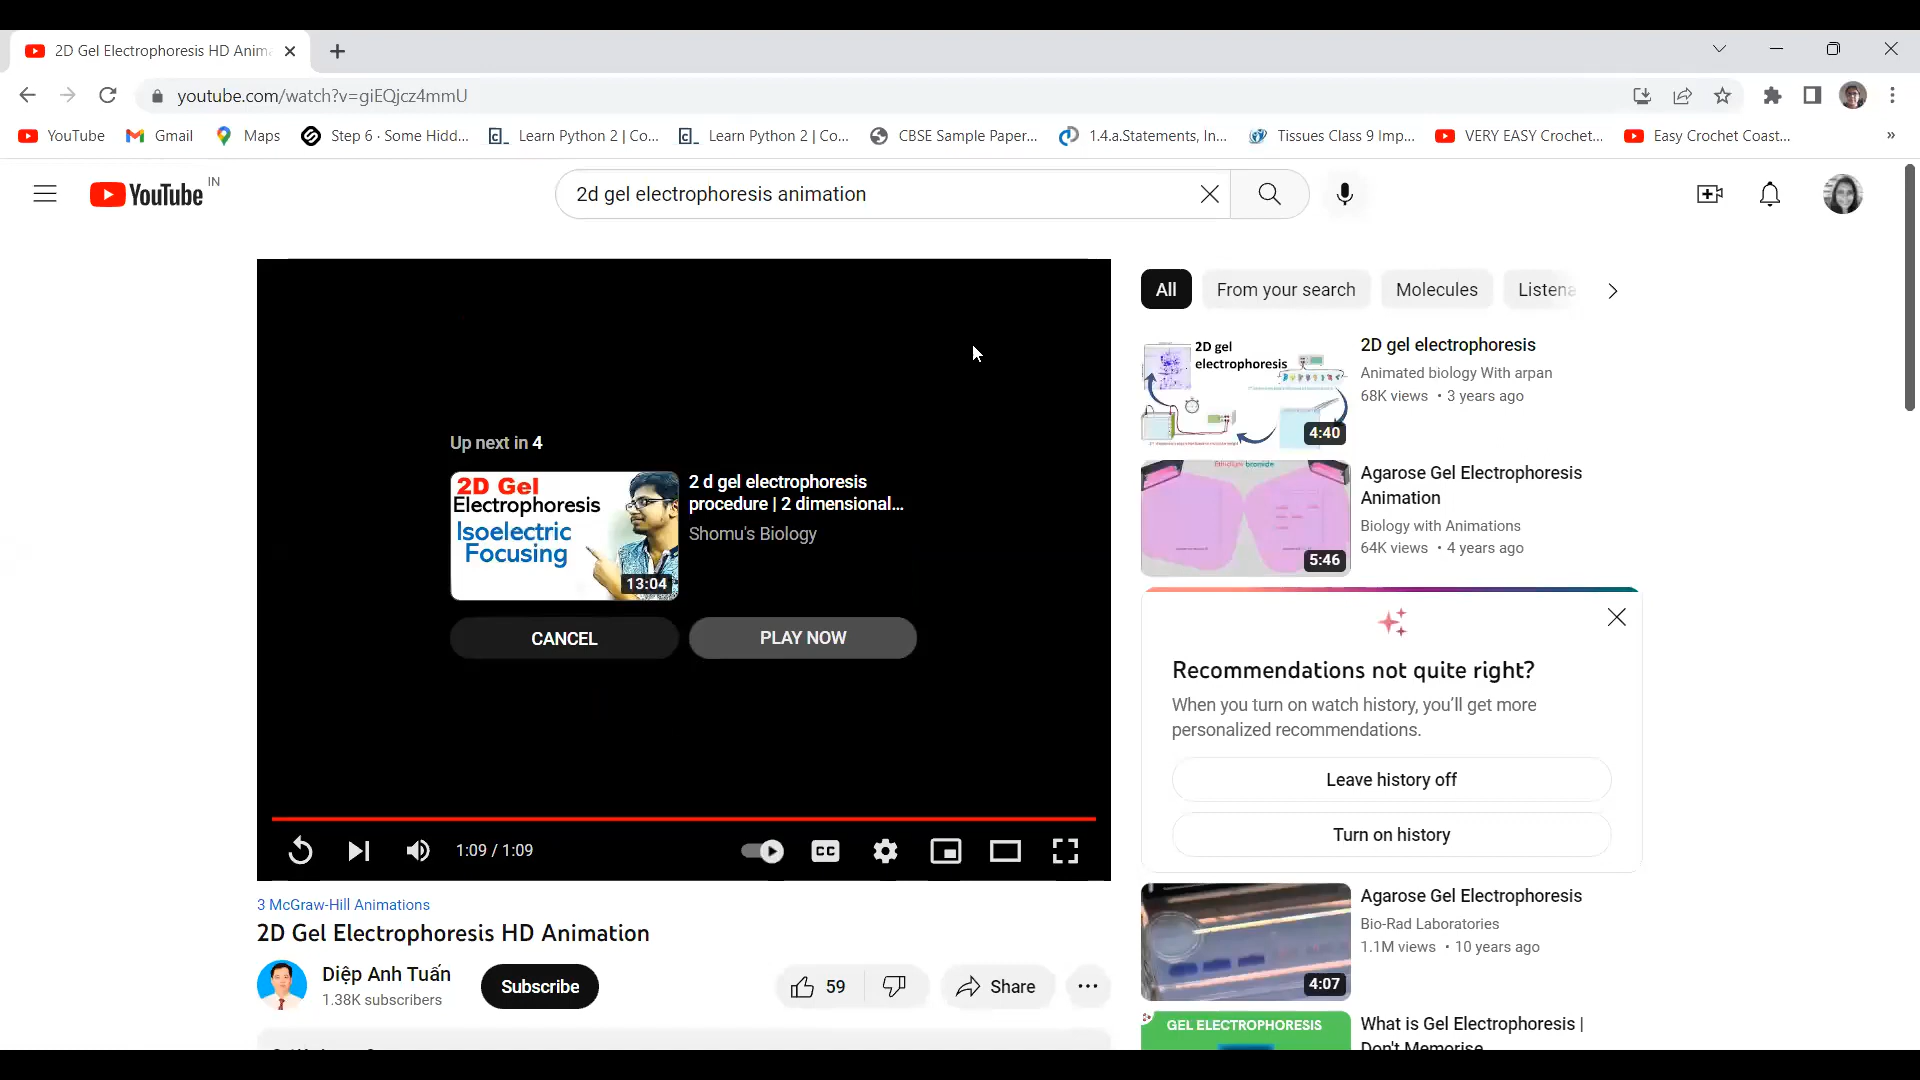 2D Gel Electrophoresis HD Anima
youtube.com/watch?v=giEQjcz4mmU
YouTube Gmail Maps Step 6 · Some Hidd... Learn Python 2 | Co... Learn Python 2 | Co... CBSE Sample Paper... 1.4.a.Statements, In... Tissues Class 9 Imp... VERY EASY Crochet... Easy Crochet Coast...
YouTube IN
2d gel electrophoresis animation
Up next in 4
2D Gel
Electrophoresis
Isoelectric
Focusing
13:04
2 d gel electrophoresis
procedure | 2 dimensional...
Shomu's Biology
CANCEL PLAY NOW
1:09 / 1:09
CC
3 McGraw-Hill Animations
2D Gel Electrophoresis HD Animation
Diệp Anh Tuấn
1.38K subscribers
Subscribe
59
Share
All From your search Molecules Listena
2D gel
electrophoresis
4:40
2D gel electrophoresis
Animated biology With arpan
68K views • 3 years ago
Ethidium bromide
5:46
Agarose Gel Electrophoresis
Animation
Biology with Animations
64K views • 4 years ago
Recommendations not quite right?
When you turn on watch history, you'll get more
personalized recommendations.
Leave history off
Turn on history
4:07
Agarose Gel Electrophoresis
Bio-Rad Laboratories
1.1M views • 10 years ago
GEL ELECTROPHORESIS
What is Gel Electrophoresis |
Don't Memorise